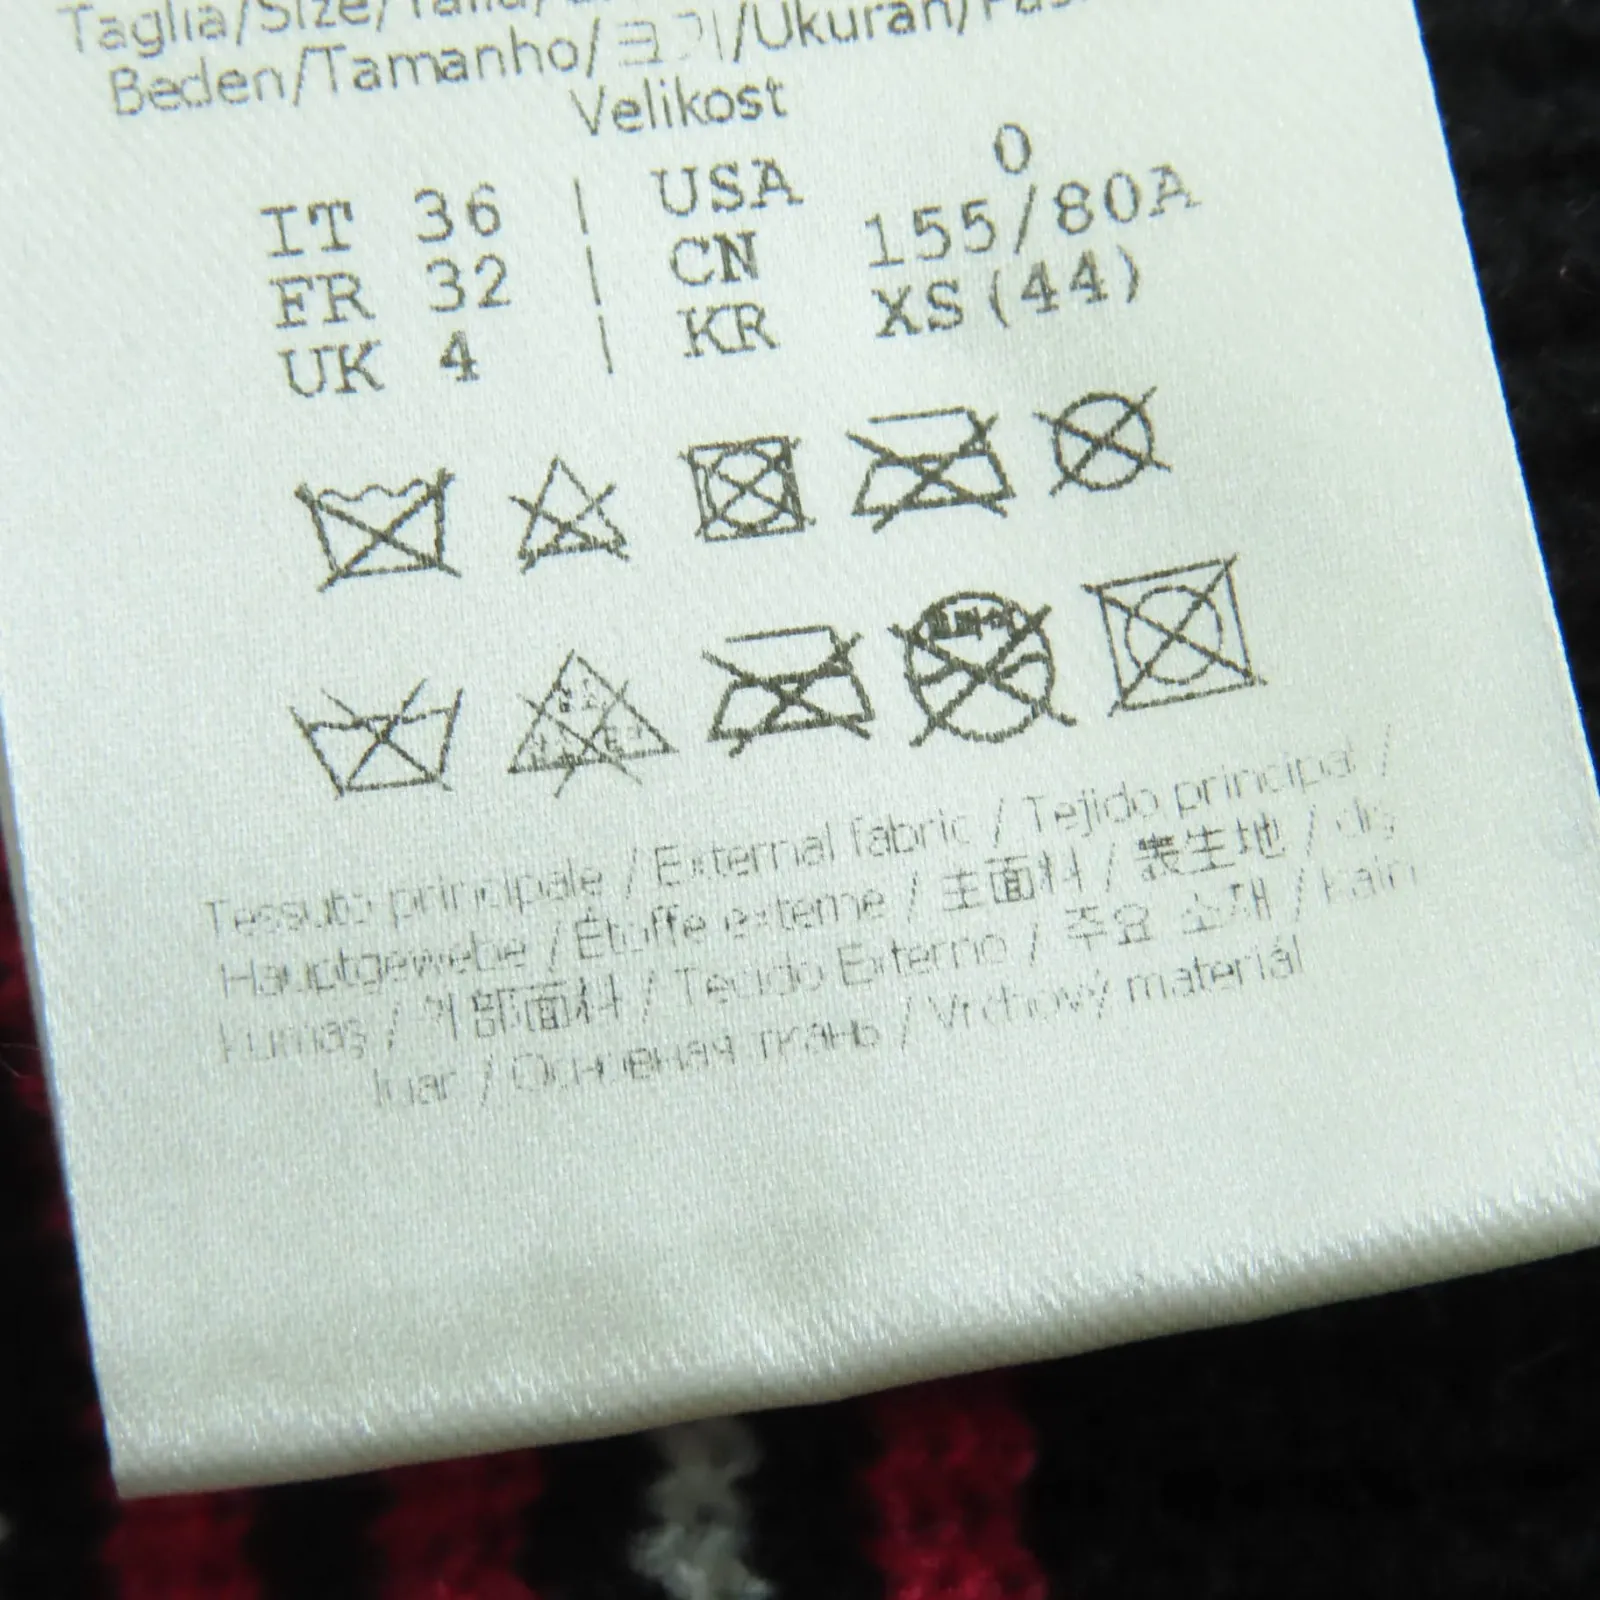 Taglia/Size/Talla/
Beden/Tamanho/크기/Ukuran/
Velikost
IT 36 | USA 0
FR 32 | CN 155/80A
UK 4 | KR XS(44)
Tessuto principale / External fabric / Tejido principal /
Hauptgewebe / Étoffe externe / 主面料 / 表生地 / dış
kumaş / 外部面料 / Tecido Externo / 주요 소재 / Kain
luar / Основная ткань / Vrchový materiál